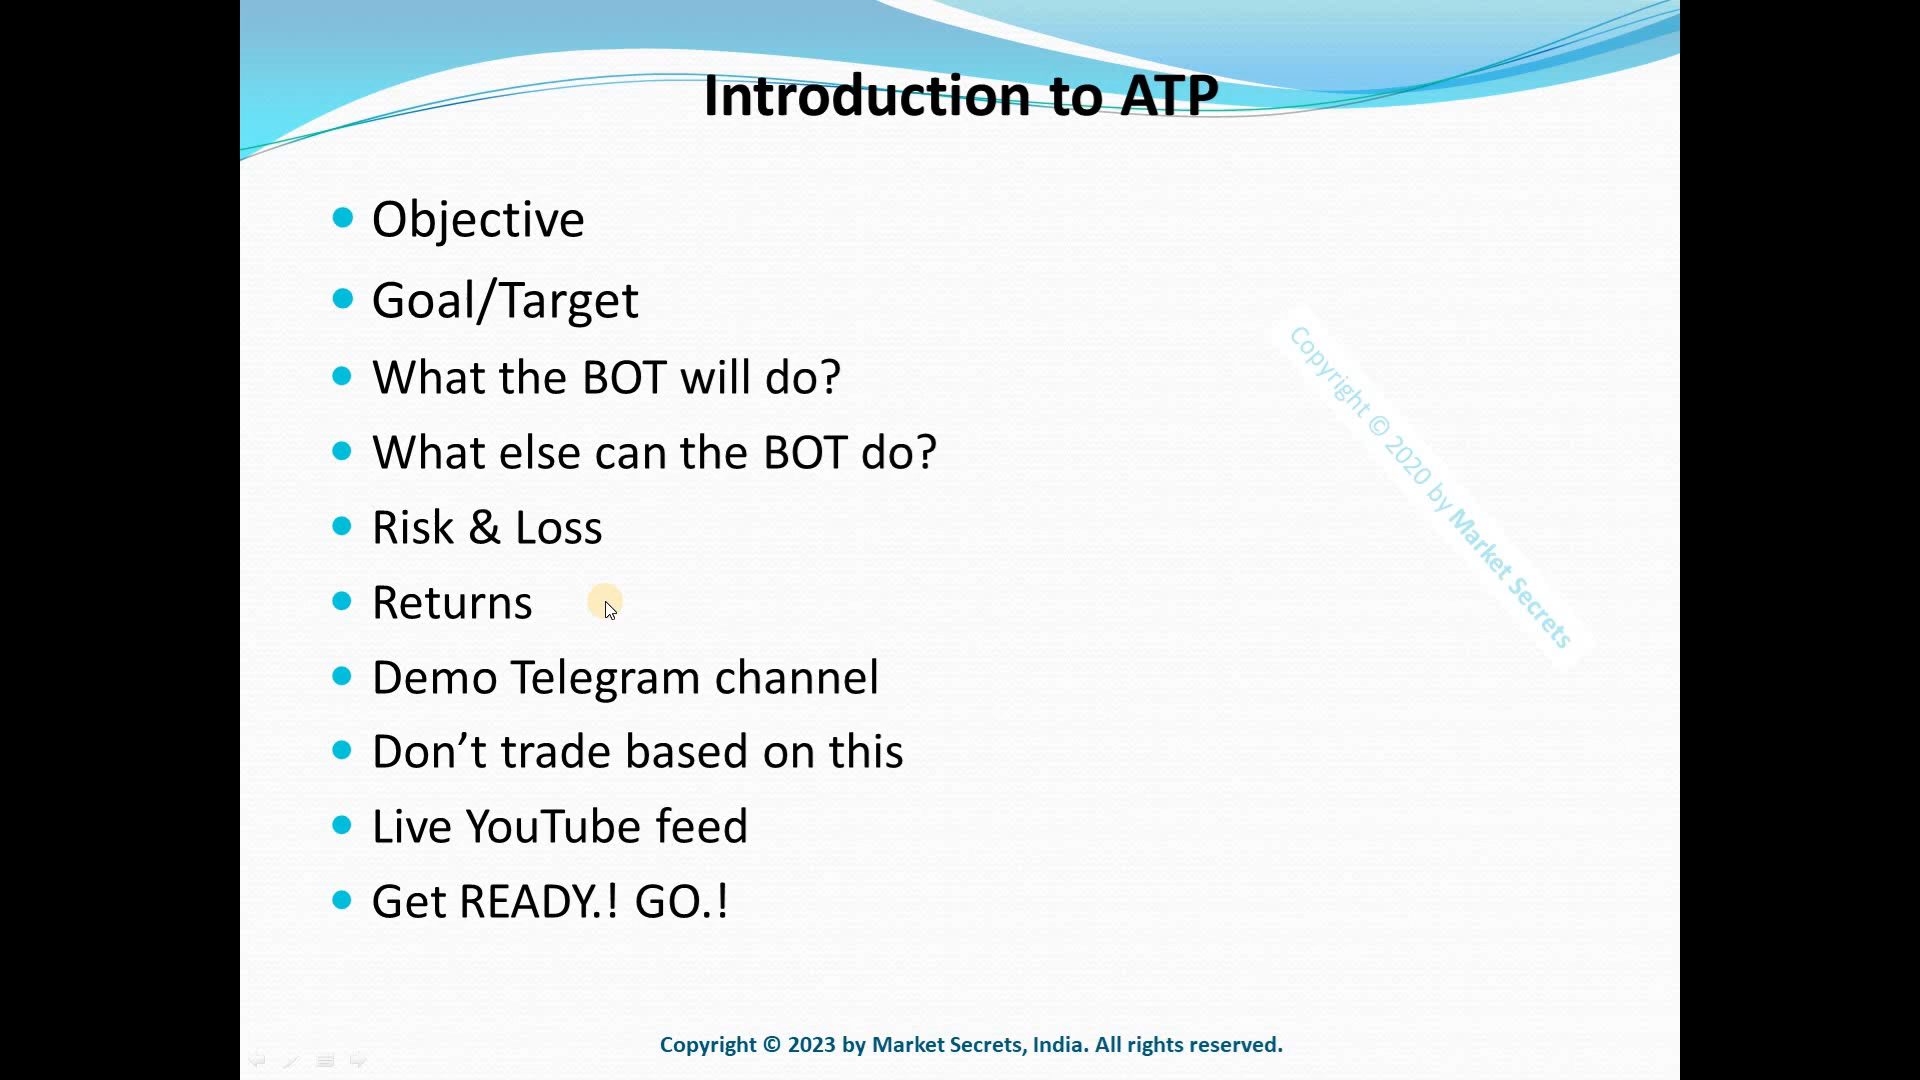 Introduction to ATP
Objective
Goal/Target
What the BOT will do?
What else can the BOT do?
Risk & Loss
Returns
Demo Telegram channel
Don’t trade based on this
Live YouTube feed
Get READY.! GO.!
Copyright © 2020 by Market Secrets
Copyright © 2023 by Market Secrets, India. All rights reserved.